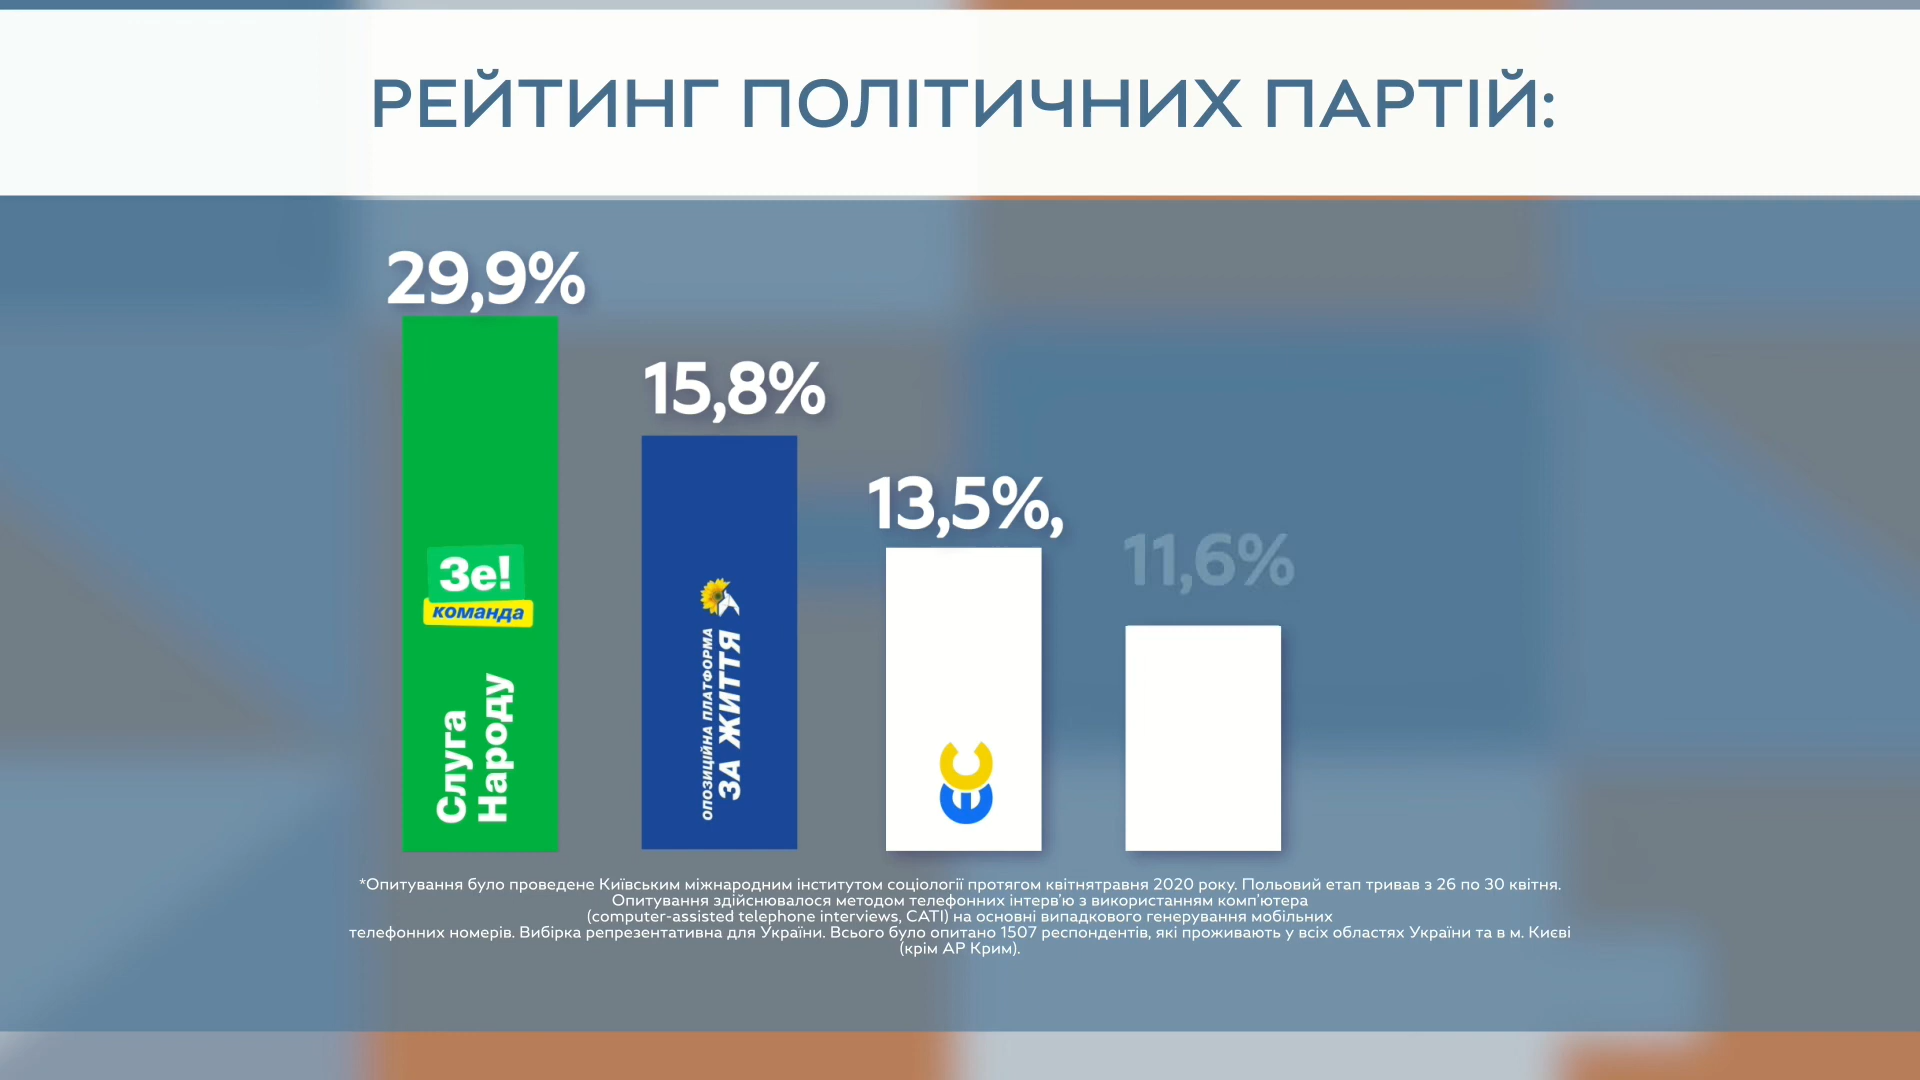 РЕЙТИНГ ПОЛІТИЧНИХ ПАРТІЙ:
29,9%
15,8%
13,5%,
11,6%
Зе!
команда
Слуга
Народу
ОПОЗИЦІЙНА ПЛАТФОРМА
ЗА ЖИТТЯ
ЄС
*Опитування було проведене Київським міжнародним інститутом соціології протягом квітнятравня 2020 року. Польовий етап тривав з 26 по 30 квітня.
Опитування здійснювалося методом телефонних інтерв'ю з використанням комп'ютера
(computer-assisted telephone interviews, CATI) на основі випадкового генерування мобільних
телефонних номерів. Вибірка репрезентативна для України. Всього було опитано 1507 респондентів, які проживають у всіх областях України та в м. Києві
(крім АР Крим).